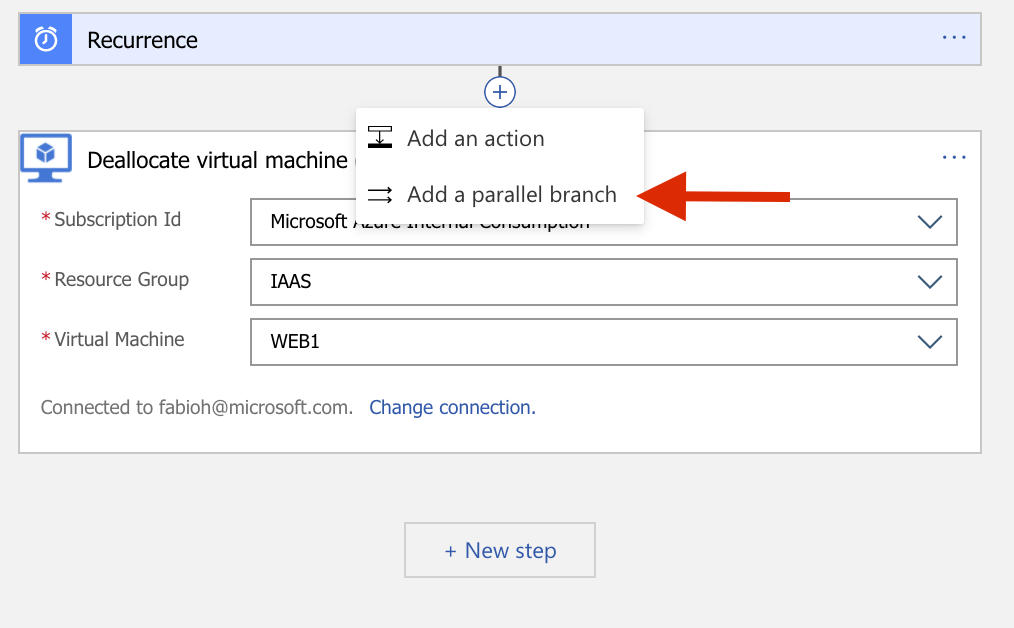 Recurrence
...
Add an action
Deallocate virtual machine (
...
Add a parallel branch
* Subscription Id
Microsoft Azure Internal Consumption
* Resource Group
IAAS
* Virtual Machine
WEB1
Connected to fabioh@microsoft.com. Change connection.
+ New step